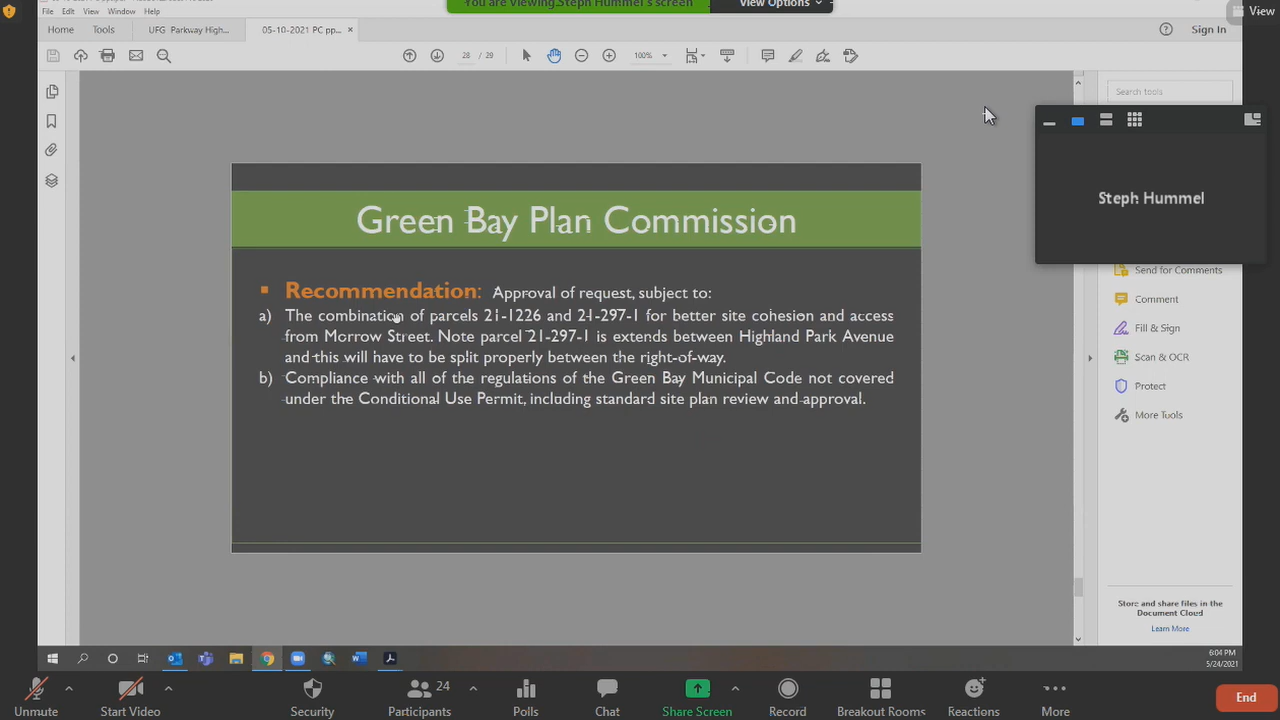 You are viewing Steph Hummel's screen View Options
View
File Edit View Window Help
Home Tools UFG Parkway High... 05-10-2021 PC pp... × Sign In
28 / 29 100%
Search tools
Steph Hummel
Green Bay Plan Commission
Recommendation: Approval of request, subject to:
a) The combination of parcels 21-1226 and 21-297-1 for better site cohesion and access
from Morrow Street. Note parcel 21-297-1 is extends between Highland Park Avenue
and this will have to be split properly between the right-of-way.
b) Compliance with all of the regulations of the Green Bay Municipal Code not covered
under the Conditional Use Permit, including standard site plan review and approval.
Send for Comments
Comment
Fill & Sign
Scan & OCR
Protect
More Tools
Store and share files in the
Document Cloud
Learn More
6:04 PM
5/24/2021
24
Unmute Start Video Security Participants Polls Chat Share Screen Record Breakout Rooms Reactions More End